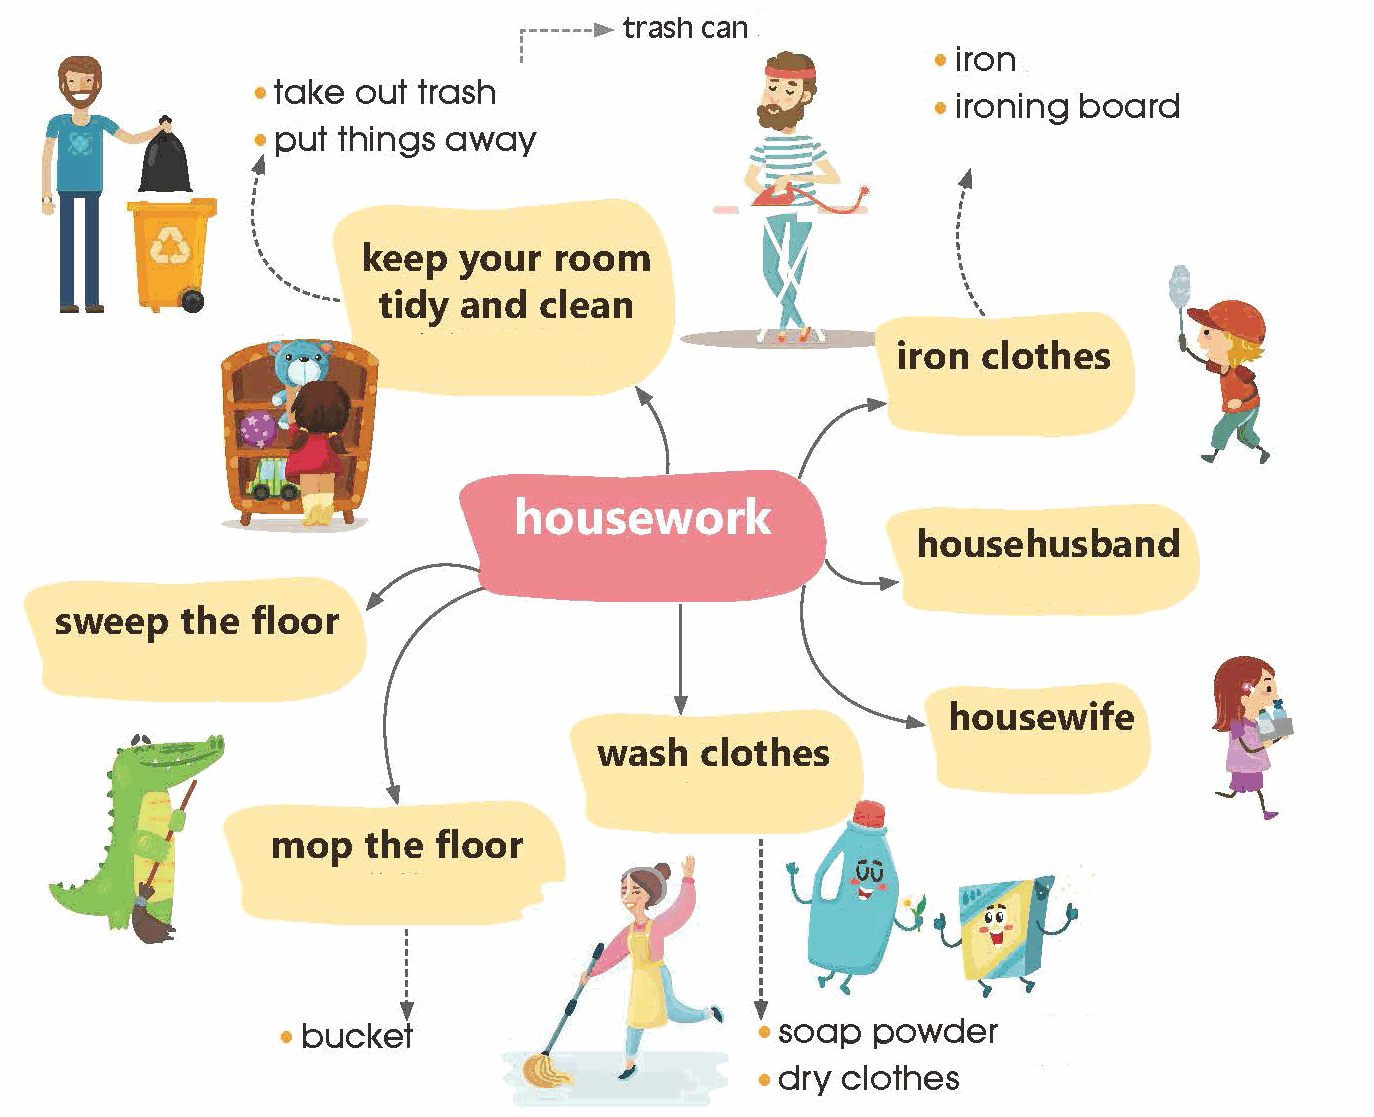 trash can
• take out trash
• put things away
• iron
• ironing board
keep your room
tidy and clean
iron clothes
housework
househusband
sweep the floor
housewife
wash clothes
mop the floor
• bucket
• soap powder
• dry clothes